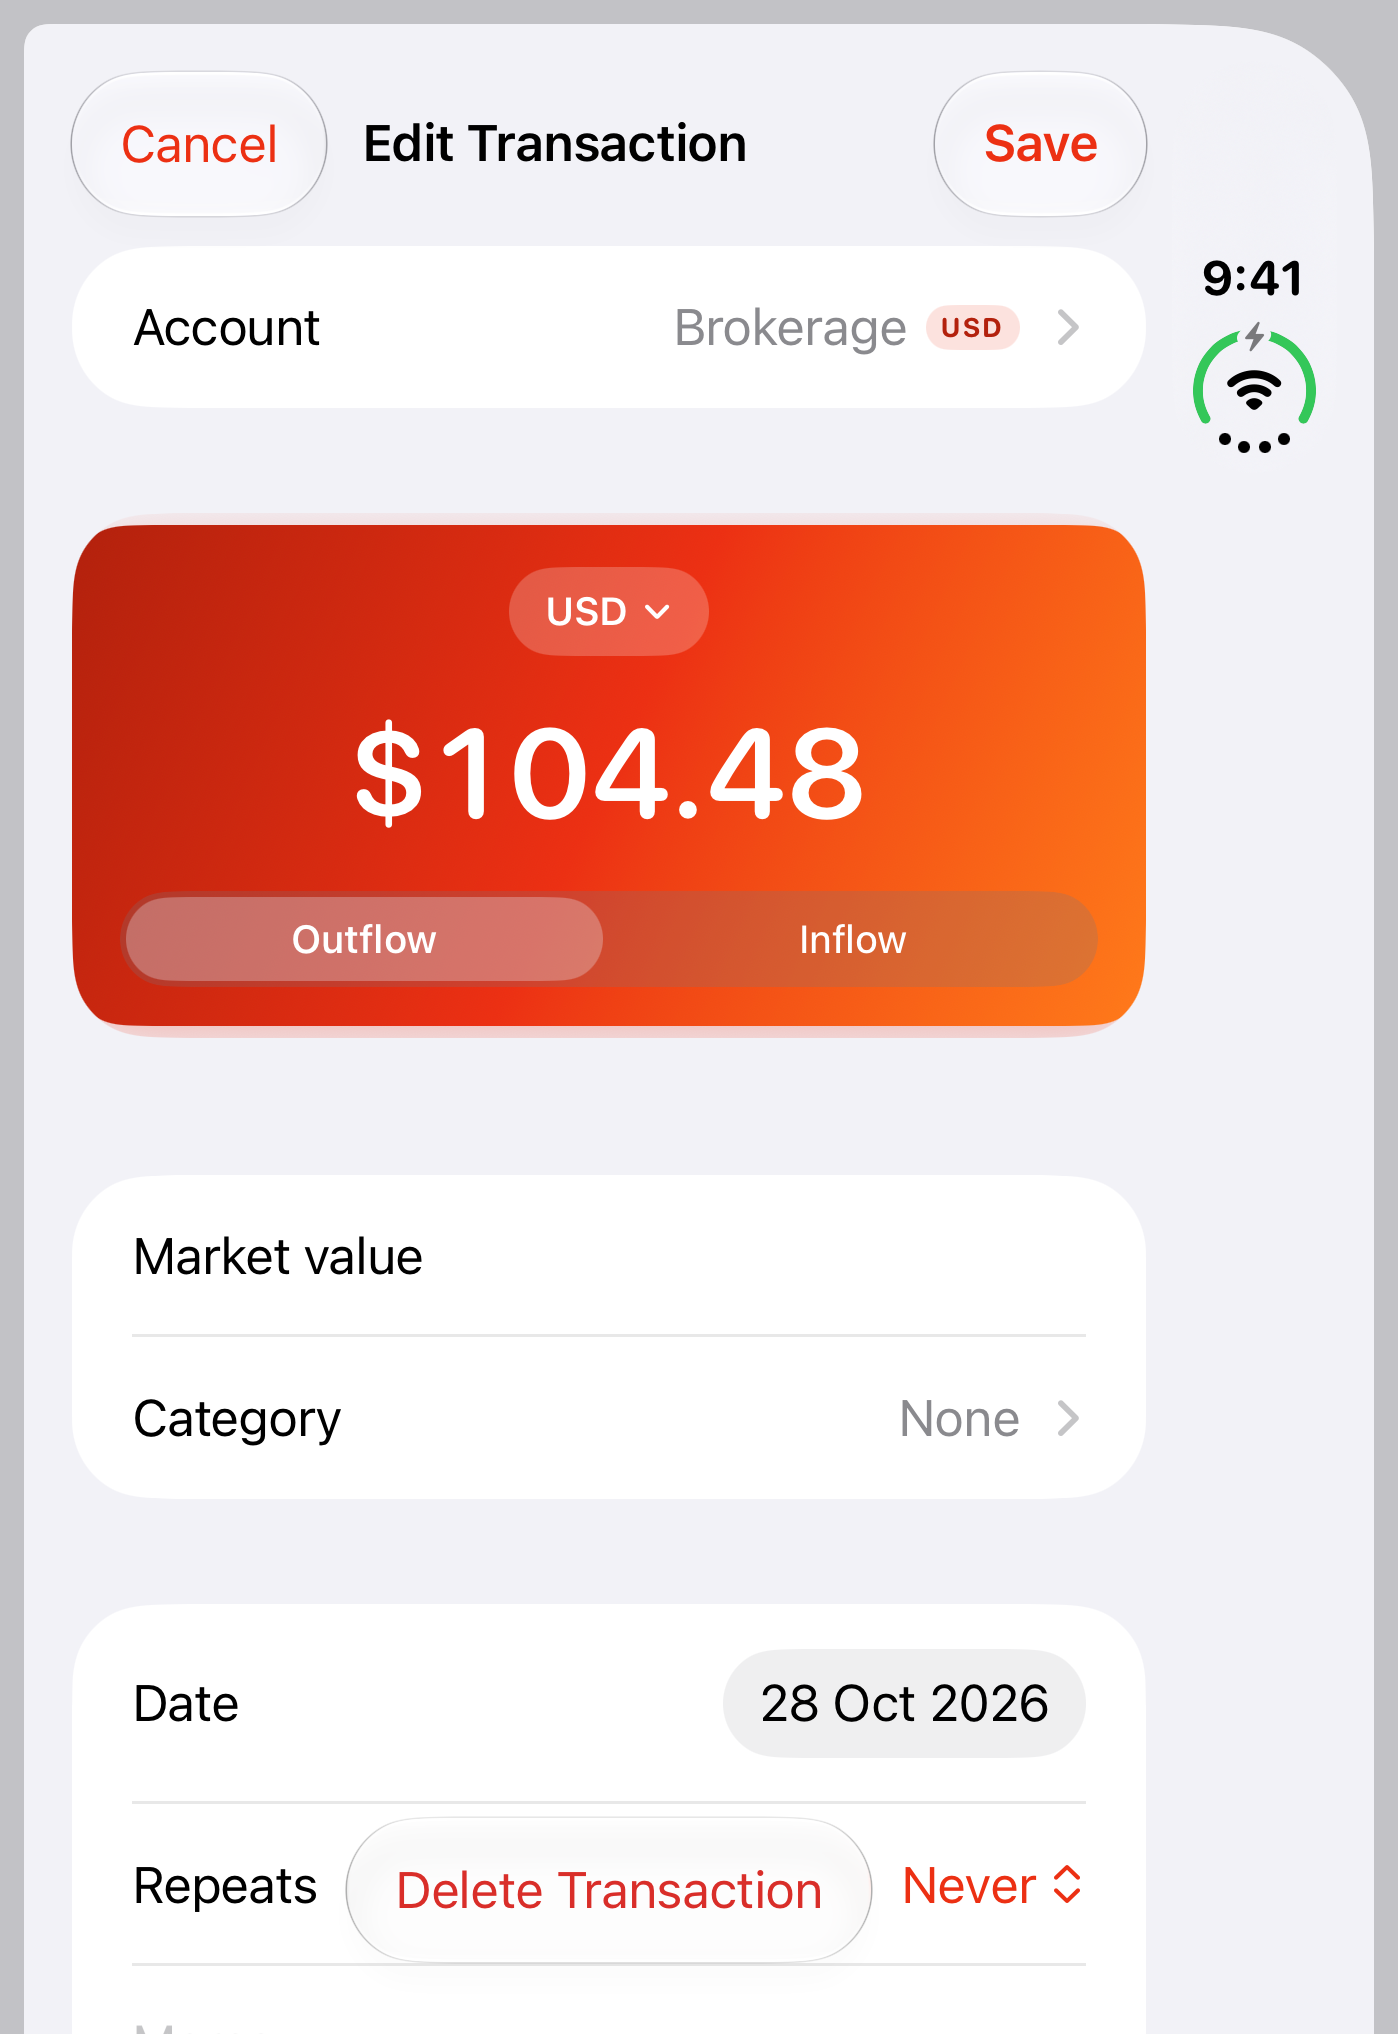 Cancel
Edit Transaction
Save
9:41
Account
Brokerage USD
USD
$104.48
Outflow
Inflow
Market value
Category
None
Date
28 Oct 2026
Repeats
Delete Transaction
Never